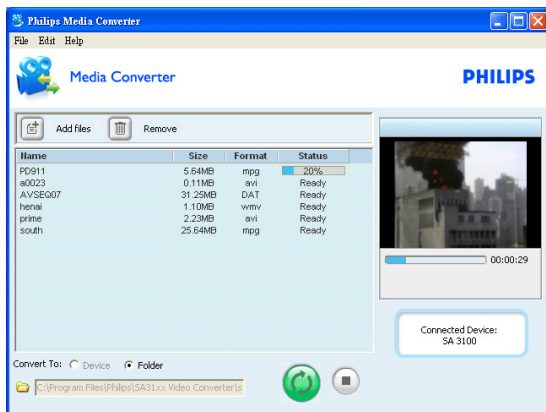 Philips Media Converter
File Edit Help
Media Converter
PHILIPS
Add files Remove
Name Size Format Status
PD911 5.64MB mpg 20%
a0023 0.11MB avi Ready
AVSEQ07 31.25MB DAT Ready
henai 1.10MB wmv Ready
prime 2.23MB avi Ready
south 25.64MB mpg Ready
00:00:29
Connected Device:
SA 3100
Convert To: Device Folder
C:\Program Files\Philips\SA31xx Video Converter\s